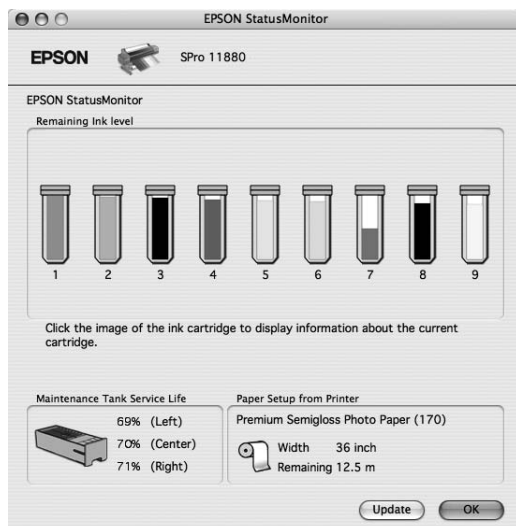 EPSON StatusMonitor
EPSON
SPro 11880
EPSON StatusMonitor
Remaining Ink level
1 2 3 4 5 6 7 8 9
Click the image of the ink cartridge to display information about the current
cartridge.
Maintenance Tank Service Life
69% (Left)
70% (Center)
71% (Right)
Paper Setup from Printer
Premium Semigloss Photo Paper (170)
Width 36 inch
Remaining 12.5 m
Update
OK